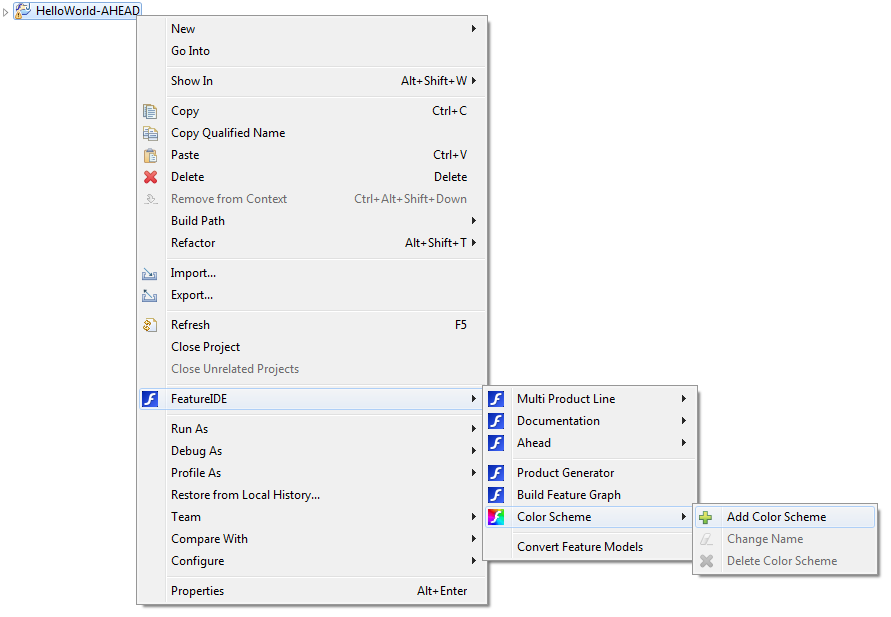 HelloWorld-AHEAD
New
Go Into
Show In Alt+Shift+W
Copy Ctrl+C
Copy Qualified Name
Paste Ctrl+V
Delete Delete
Remove from Context Ctrl+Alt+Shift+Down
Build Path
Refactor Alt+Shift+T
Import...
Export...
Refresh F5
Close Project
Close Unrelated Projects
FeatureIDE
Run As
Debug As
Profile As
Restore from Local History...
Team
Compare With
Configure
Properties Alt+Enter
Multi Product Line
Documentation
Ahead
Product Generator
Build Feature Graph
Color Scheme
Convert Feature Models
Add Color Scheme
Change Name
Delete Color Scheme